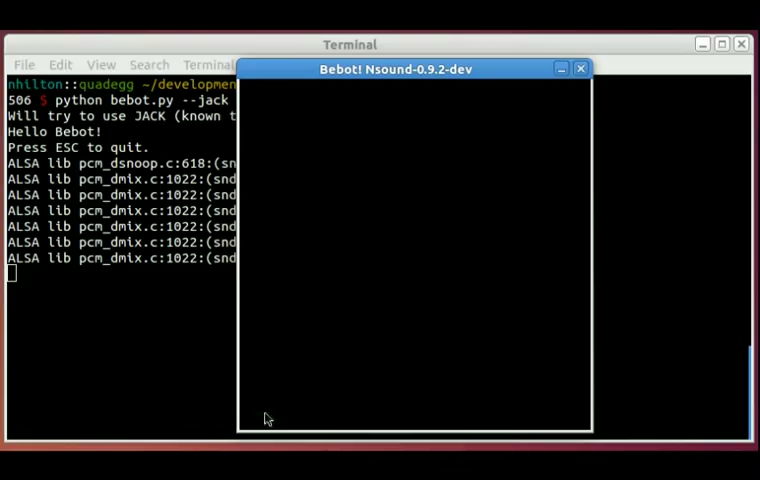 Terminal
File Edit View Search Terminal
Bebot! Nsound-0.9.2-dev
nhilton::quadegg ~/developmen
506 $ python bebot.py --jack
Will try to use JACK (known t
Hello Bebot!
Press ESC to quit.
ALSA lib pcm_dsnoop.c:618:(sn
ALSA lib pcm_dmix.c:1022:(snd
ALSA lib pcm_dmix.c:1022:(snd
ALSA lib pcm_dmix.c:1022:(snd
ALSA lib pcm_dmix.c:1022:(snd
ALSA lib pcm_dmix.c:1022:(snd
ALSA lib pcm_dmix.c:1022:(snd